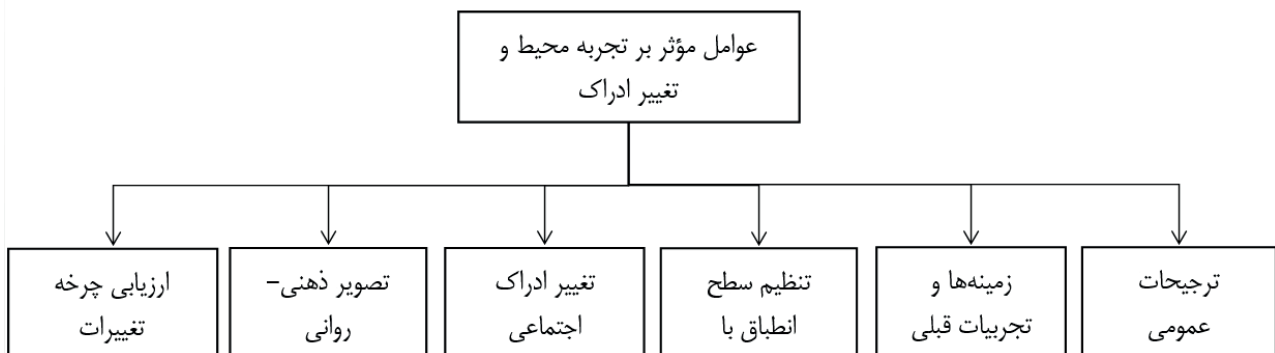 عوامل مؤثر بر تجربه محیط و
تغییر ادراک
ترجیحات
عمومی
زمینه‌ها و
تجربیات قبلی
تنظیم سطح
انطباق با
تغییر ادراک
اجتماعی
تصویر ذهنی–
روانی
ارزیابی چرخه
تغییرات